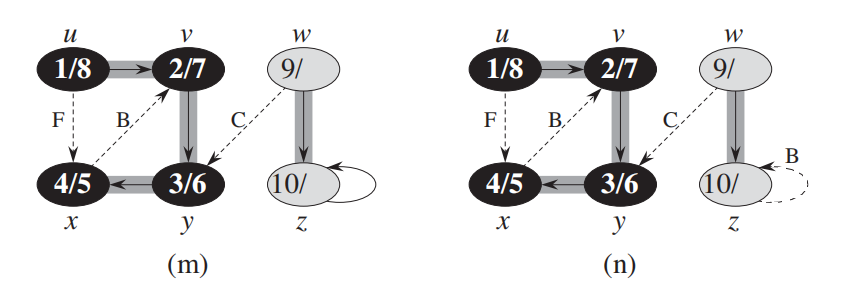 u v w u v w
1/8 2/7 9/ 1/8 2/7 9/
F B C F B C
B
4/5 3/6 10/ 4/5 3/6 10/
x y z x y z
(m) (n)